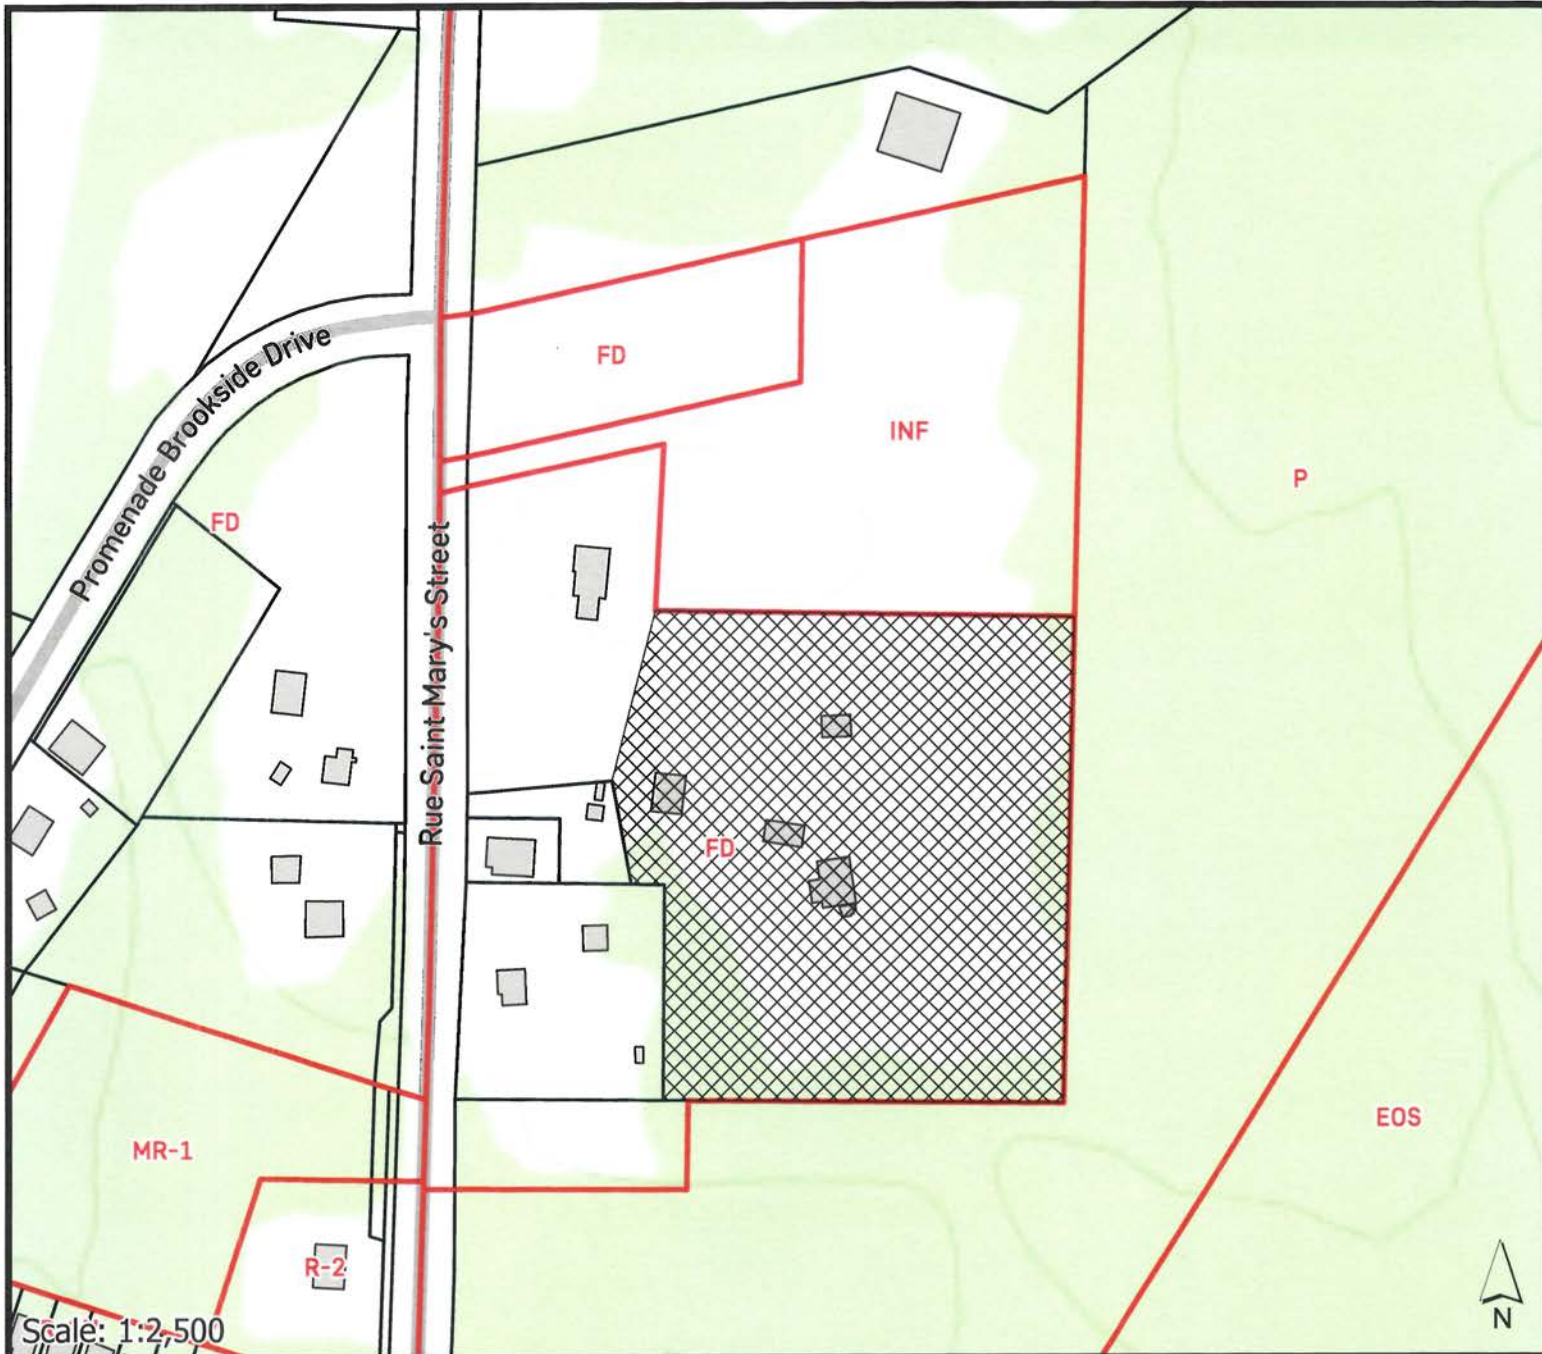 FD
Promenade Brookside Drive
INF
P
FD
Rue Saint Mary's Street
FD
EOS
MR-1
R-2
Scale: 1:2,500
N